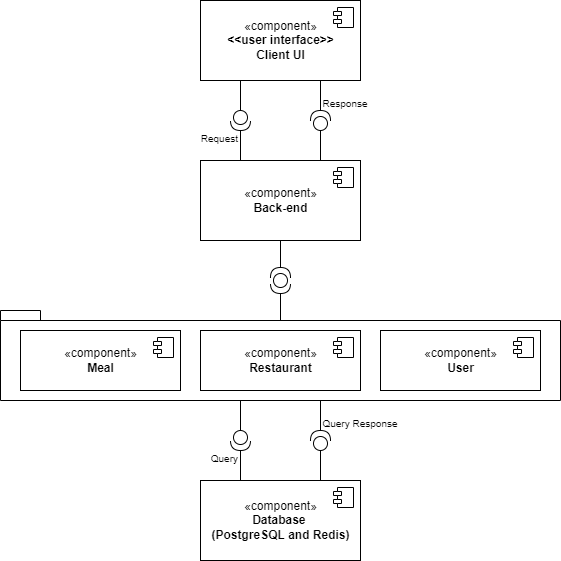 «component»
<<user interface>>
Client UI
Response
Request
«component»
Back-end
«component»
Meal
«component»
Restaurant
«component»
User
Query Response
Query
«component»
Database
(PostgreSQL and Redis)